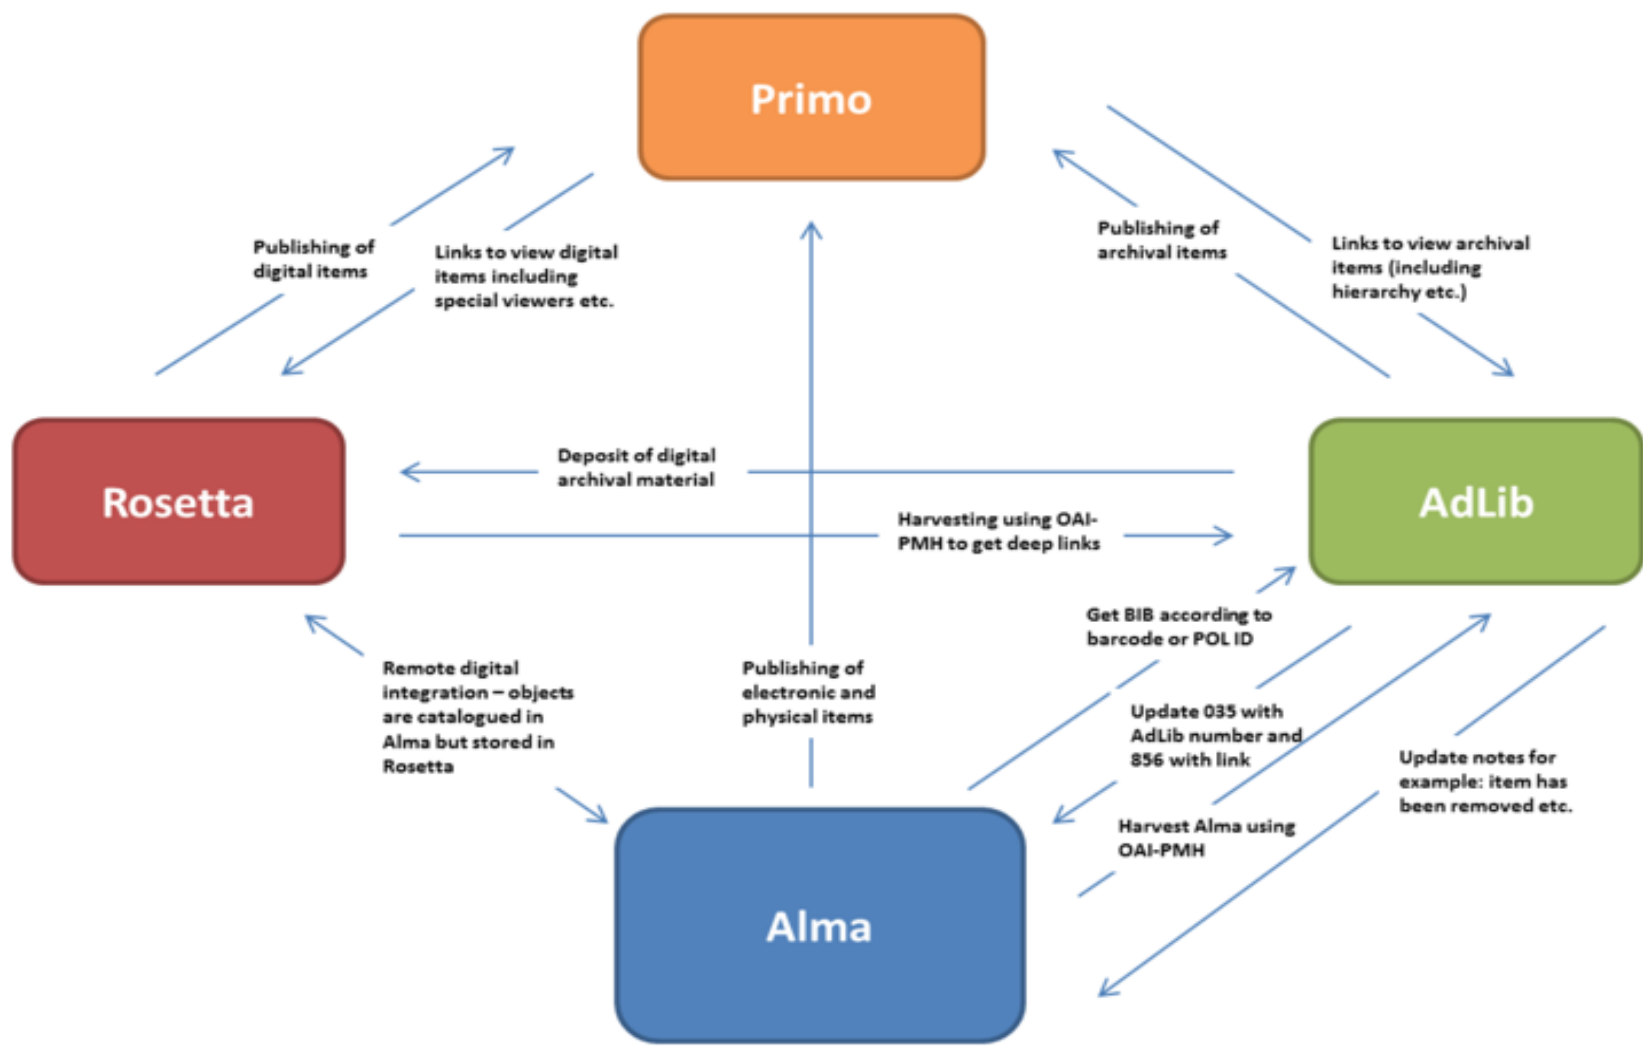 Primo
Publishing of
digital items
Links to view digital
items including
special viewers etc.
Publishing of
archival items
Links to view archival
items (including
hierarchy etc.)
Rosetta
Deposit of digital
archival material
Harvesting using OAI-
PMH to get deep links
AdLib
Get BIB according to
barcode or POL ID
Remote digital
integration – objects
are catalogued in
Alma but stored in
Rosetta
Publishing of
electronic and
physical items
Update 035 with
AdLib number and
856 with link
Update notes for
example: item has
been removed etc.
Harvest Alma using
OAI-PMH
Alma